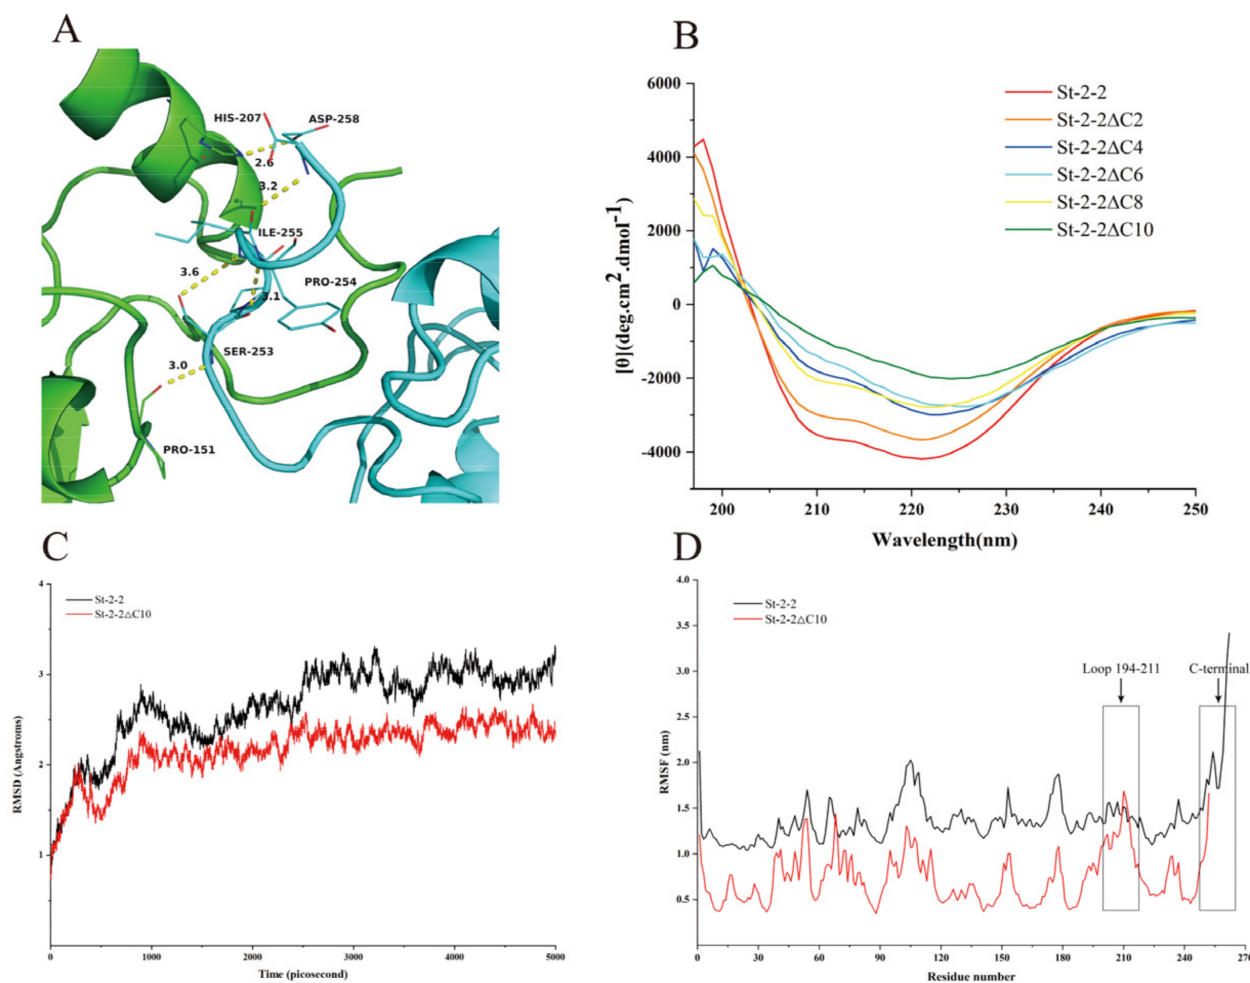 A
HIS-207
ASP-258
2.6
3.2
ILE-255
3.6
PRO-254
3.1
SER-253
3.0
PRO-151
B
6000
4000
2000
0
-2000
-4000
[θ](deg.cm2.dmol-1)
St-2-2
St-2-2ΔC2
St-2-2ΔC4
St-2-2ΔC6
St-2-2ΔC8
St-2-2ΔC10
200 210 220 230 240 250
Wavelength(nm)
C
4
3
2
1
RMSD (Angstroms)
St-2-2
St-2-2△C10
0 1000 2000 3000 4000 5000
Time (picosecond)
D
4.0
3.5
3.0
2.5
2.0
1.5
1.0
0.5
RMSF (nm)
St-2-2
St-2-2△C10
Loop 194-211
C-terminal
0 30 60 90 120 150 180 210 240 270
Residue number